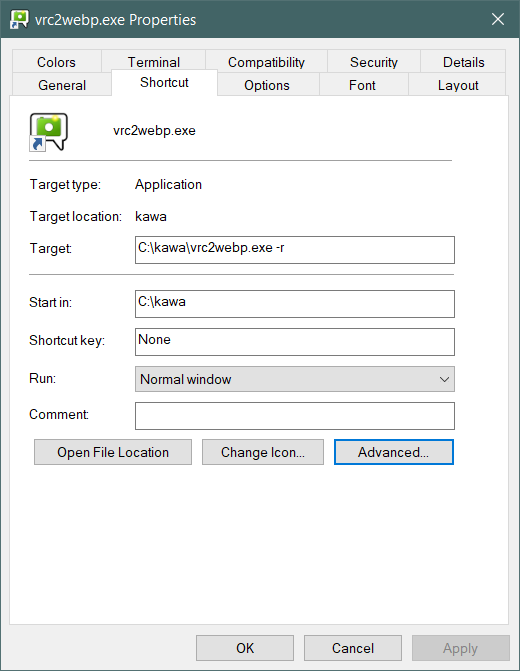 vrc2webp.exe Properties
Colors Terminal Compatibility Security Details
General Shortcut Options Font Layout
vrc2webp.exe
Target type: Application
Target location: kawa
Target: C:\kawa\vrc2webp.exe -r
Start in: C:\kawa
Shortcut key: None
Run: Normal window
Comment:
Open File Location Change Icon... Advanced...
OK Cancel Apply